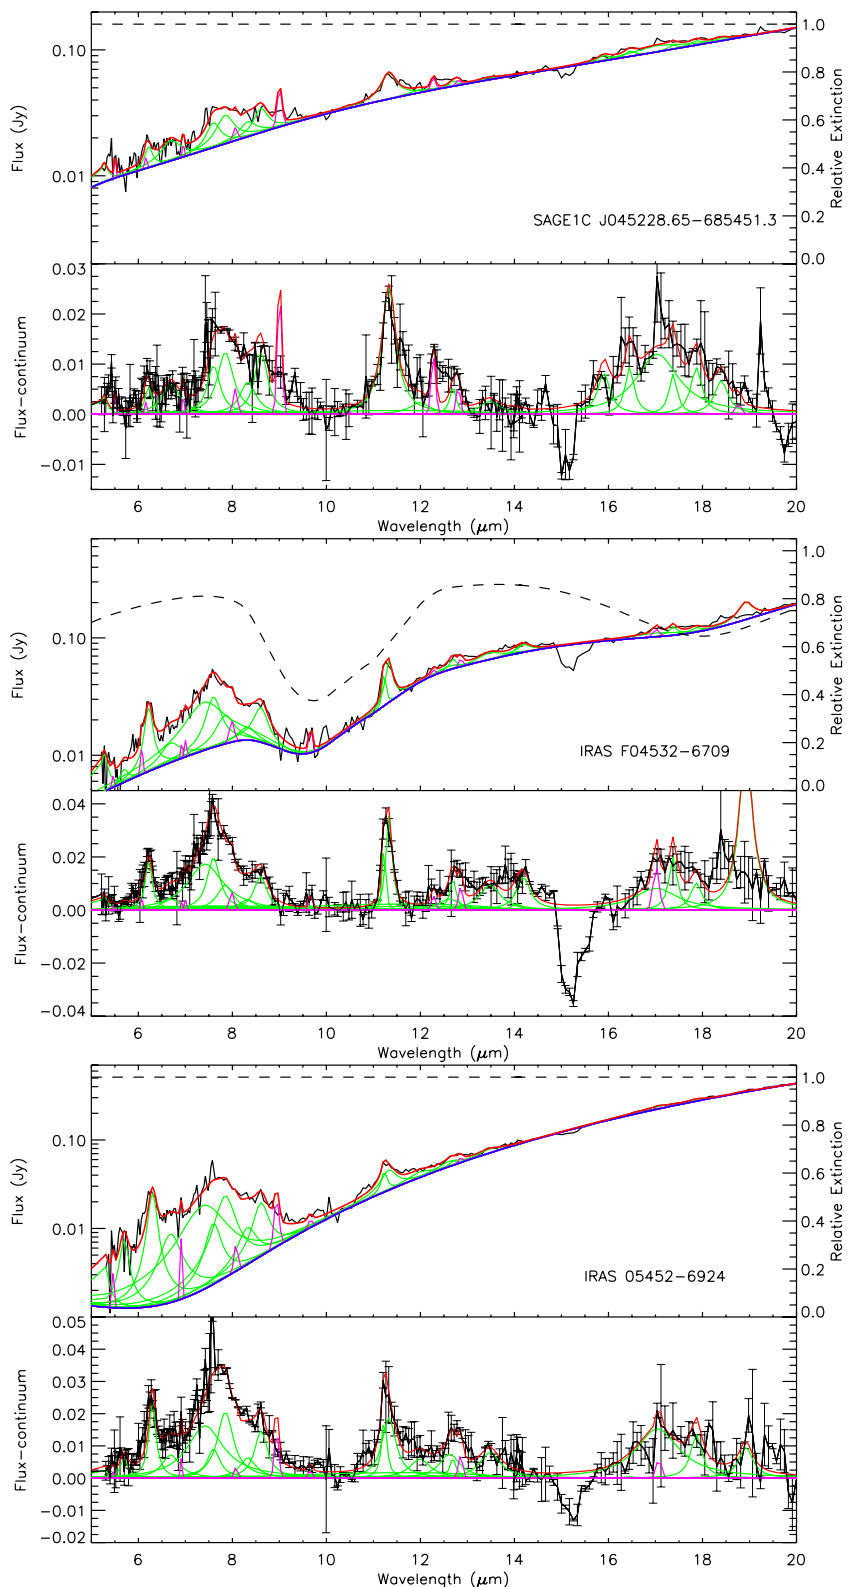 0.10
0.01
Flux (Jy)
1.0
0.8
0.6
0.4
0.2
0.0
Relative Extinction
SAGE1C J045228.65−685451.3
0.03
0.02
0.01
0.00
−0.01
Flux−continuum
6 8 10 12 14 16 18 20
Wavelength (μm)
0.10
0.01
Flux (Jy)
1.0
0.8
0.6
0.4
0.2
0.0
Relative Extinction
IRAS F04532−6709
0.04
0.02
0.00
−0.02
−0.04
Flux−continuum
6 8 10 12 14 16 18 20
Wavelength (μm)
0.10
0.01
Flux (Jy)
1.0
0.8
0.6
0.4
0.2
0.0
Relative Extinction
IRAS 05452−6924
0.05
0.04
0.03
0.02
0.01
0.00
−0.01
−0.02
Flux−continuum
6 8 10 12 14 16 18 20
Wavelength (μm)